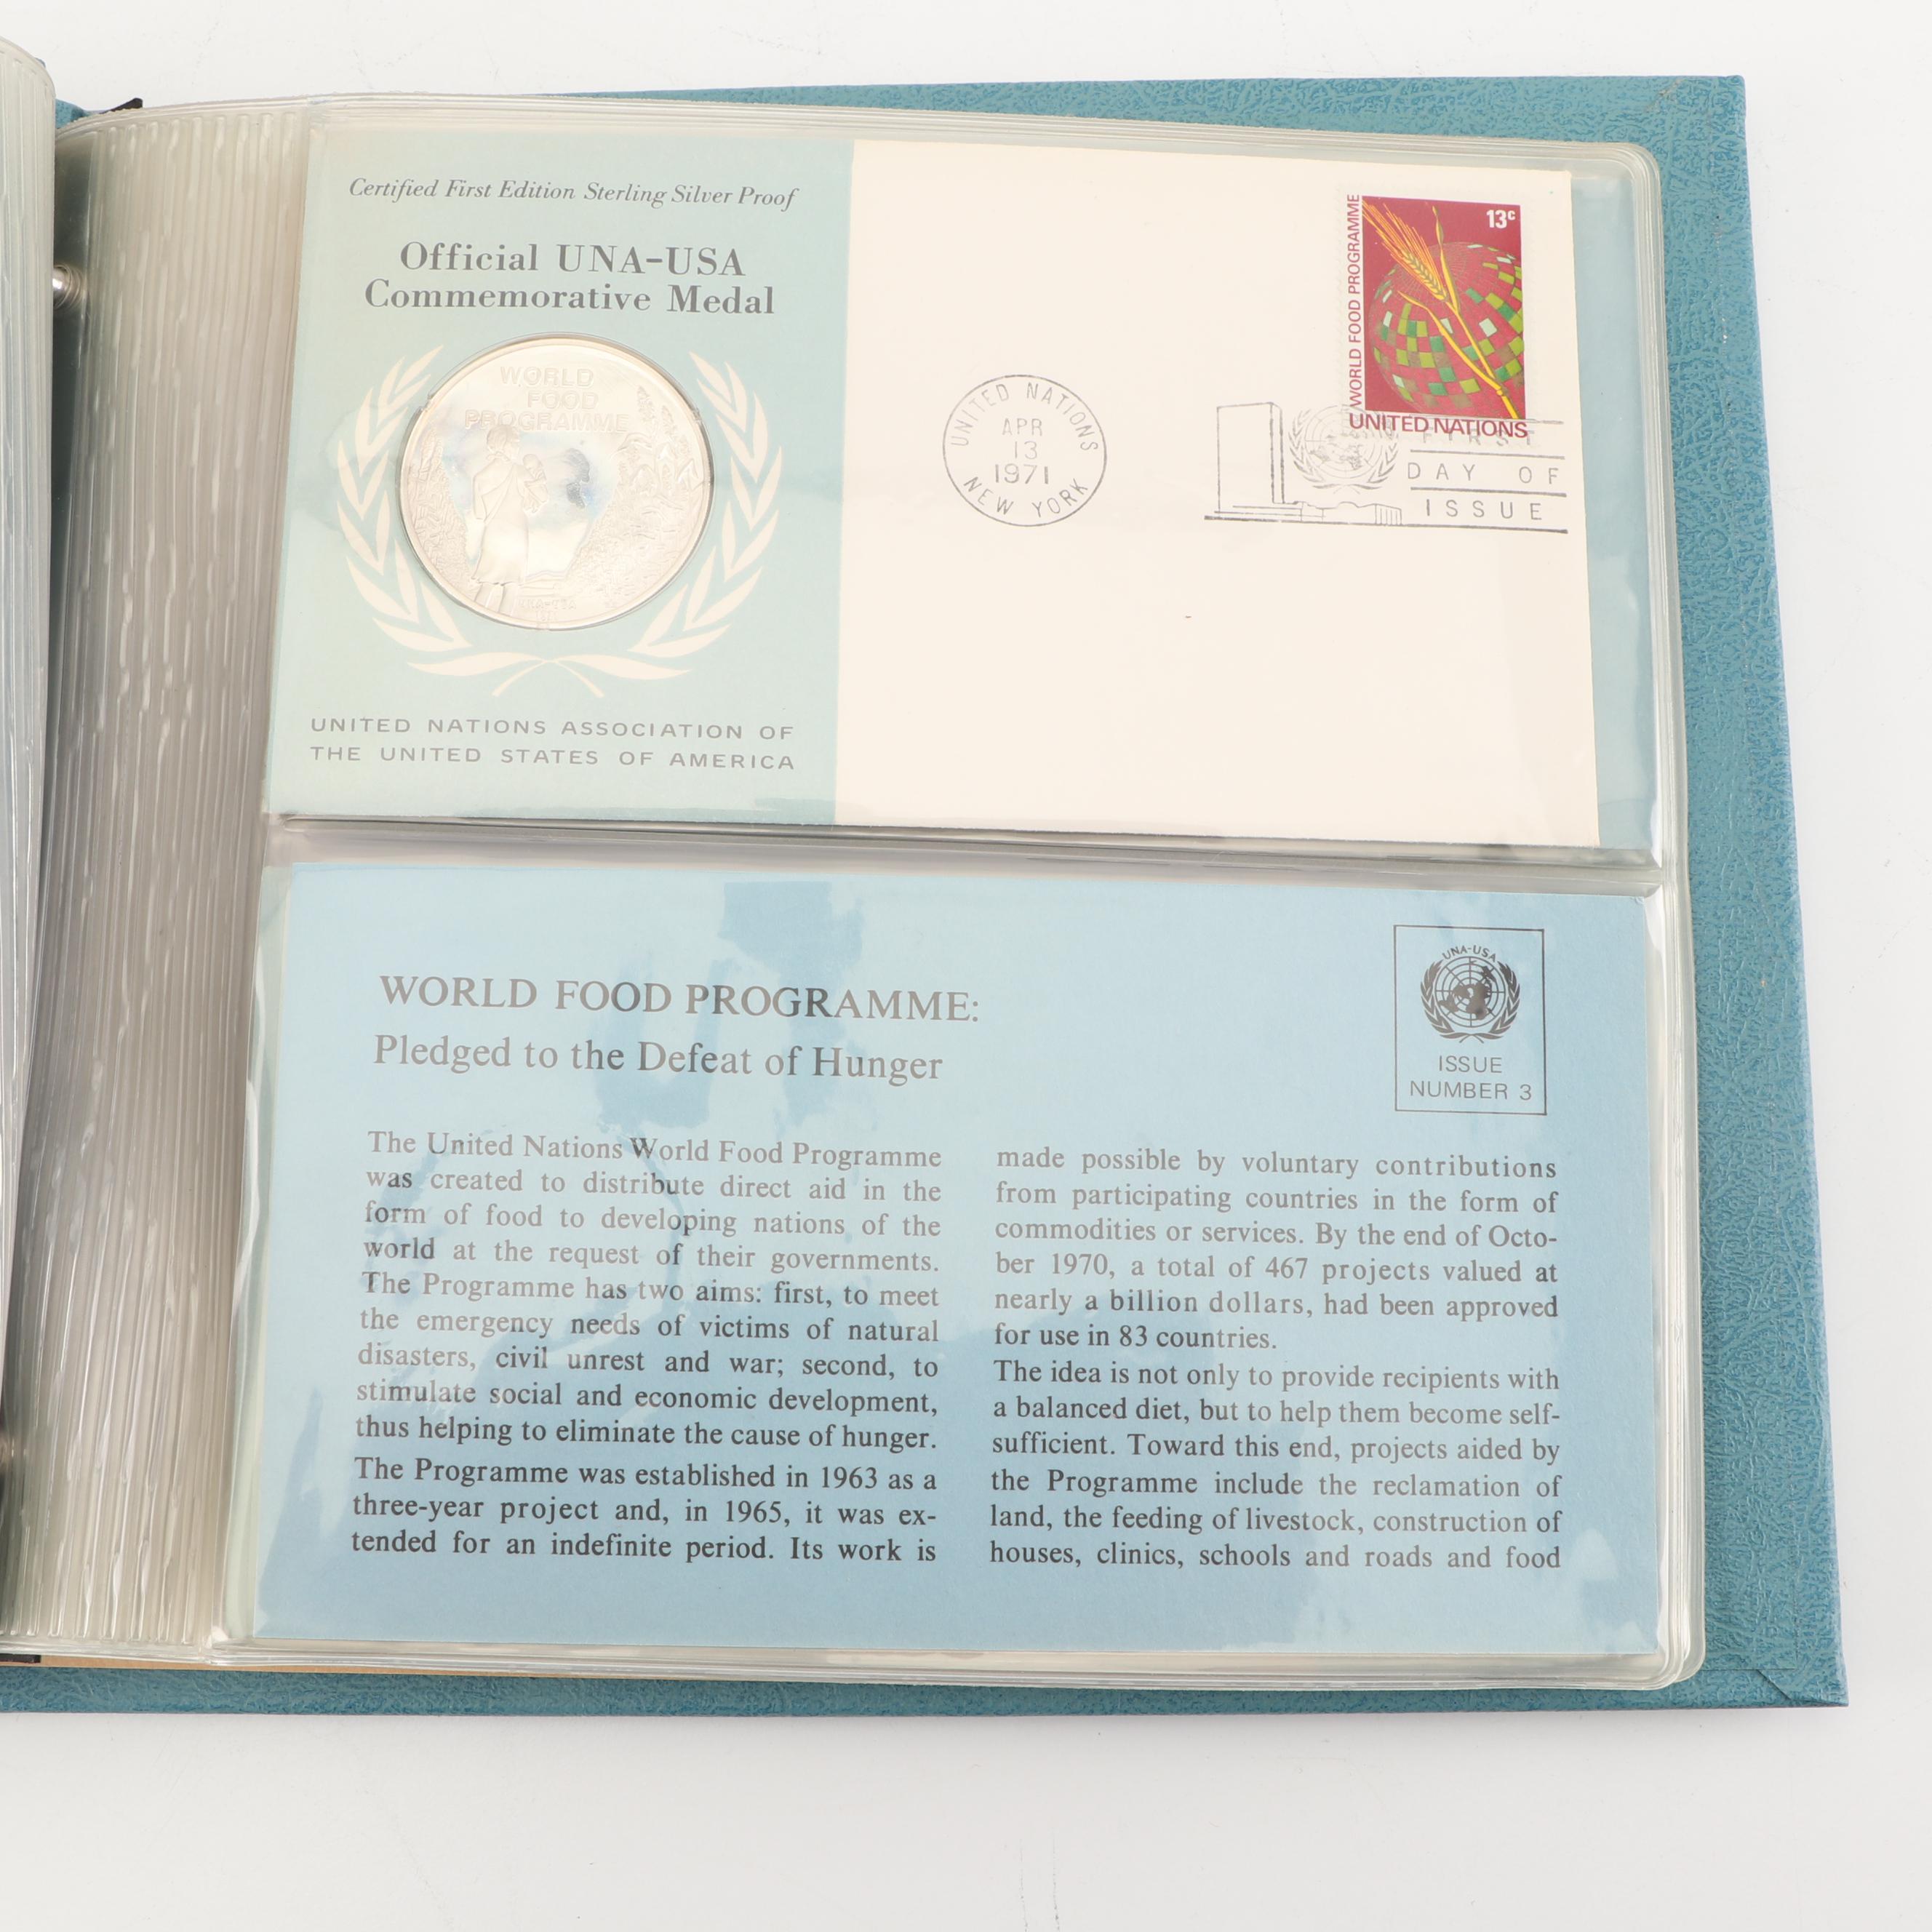 Certified First Edition Sterling Silver Proof
Official UNA-USA
Commemorative Medal
WORLD
FOOD
PROGRAMME
UNA-USA
UNITED NATIONS ASSOCIATION OF
THE UNITED STATES OF AMERICA
UNITED NATIONS
APR
13
1971
NEW YORK
13c
WORLD FOOD PROGRAMME
UNITED NATIONS
FIRST
DAY OF
ISSUE
WORLD FOOD PROGRAMME:
Pledged to the Defeat of Hunger
UNA-USA
ISSUE
NUMBER 3
The United Nations World Food Programme
was created to distribute direct aid in the
form of food to developing nations of the
world at the request of their governments.
The Programme has two aims: first, to meet
the emergency needs of victims of natural
disasters, civil unrest and war; second, to
stimulate social and economic development,
thus helping to eliminate the cause of hunger.
The Programme was established in 1963 as a
three-year project and, in 1965, it was ex-
tended for an indefinite period. Its work is
made possible by voluntary contributions
from participating countries in the form of
commodities or services. By the end of Octo-
ber 1970, a total of 467 projects valued at
nearly a billion dollars, had been approved
for use in 83 countries.
The idea is not only to provide recipients with
a balanced diet, but to help them become self-
sufficient. Toward this end, projects aided by
the Programme include the reclamation of
land, the feeding of livestock, construction of
houses, clinics, schools and roads and food